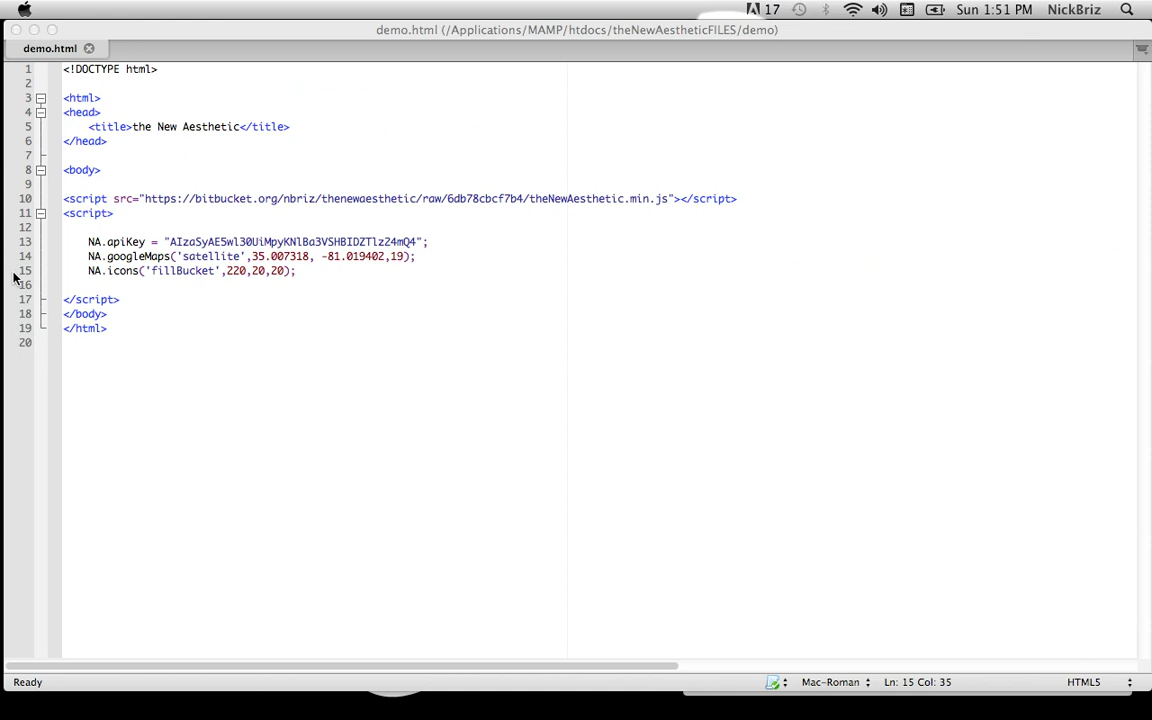 17 Sun 1:51 PM NickBriz
demo.html (/Applications/MAMP/htdocs/theNewAestheticFILES/demo)
demo.html
1 <!DOCTYPE html>
2
3 <html>
4 <head>
5 <title>the New Aesthetic</title>
6 </head>
7
8 <body>
9
10 <script src="https://bitbucket.org/nbriz/thenewaesthetic/raw/6db78cbcf7b4/theNewAesthetic.min.js"></script>
11 <script>
12
13 NA.apiKey = "AIzaSyAE5wl30UiMpyKNlBa3VSHBIDZTlz24mQ4";
14 NA.googleMaps('satellite',35.007318, -81.019402,19);
15 NA.icons('fillBucket',220,20,20);
16
17 </script>
18 </body>
19 </html>
20
Ready Mac-Roman Ln: 15 Col: 35 HTML5